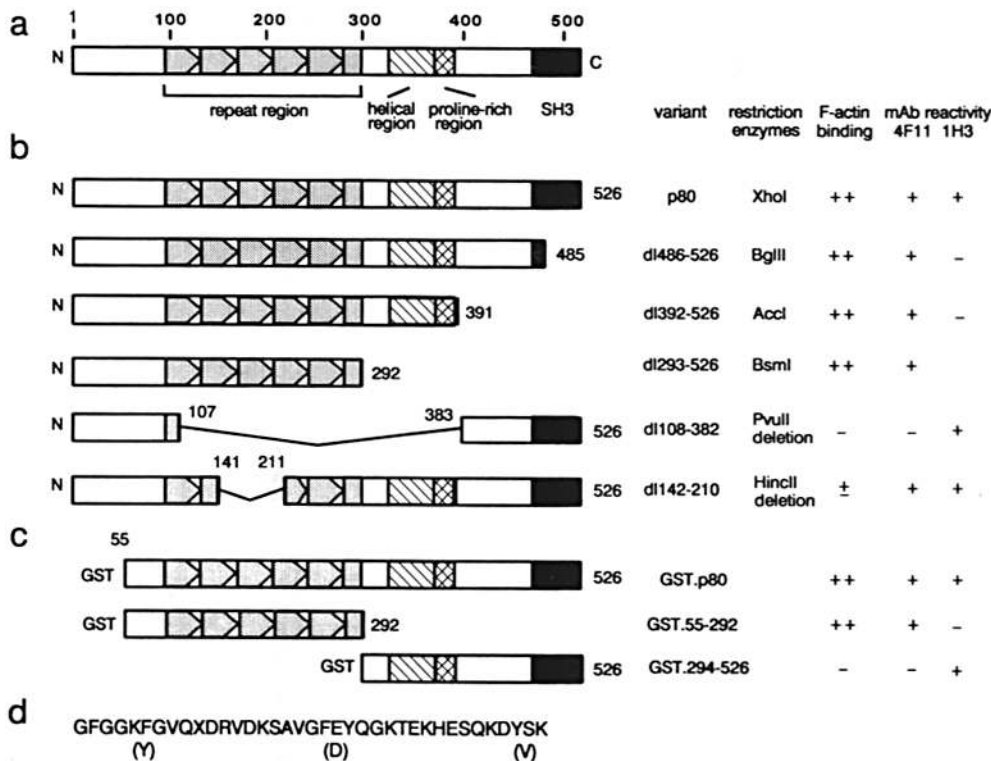 a
1 100 200 300 400 500
N C
repeat region helical region proline-rich region SH3
variant restriction enzymes F-actin binding mAb reactivity 4F11 1H3
b
N 526 p80 XhoI ++ + +
N 485 dl486-526 BglII ++ + –
N 391 dl392-526 AccI ++ + –
N 292 dl293-526 BsmI ++ +
N 107 383 526 dl108-382 PvuII deletion – – +
N 141 211 526 dl142-210 HincII deletion ± + +
c
55
GST 526 GST.p80 ++ + +
GST 292 GST.55-292 ++ + –
GST 526 GST.294-526 – – +
d
GFGGKFGVQXDRVDKSAVGFEYQGKTEKHESQKDYSK
(Y) (D) (V)